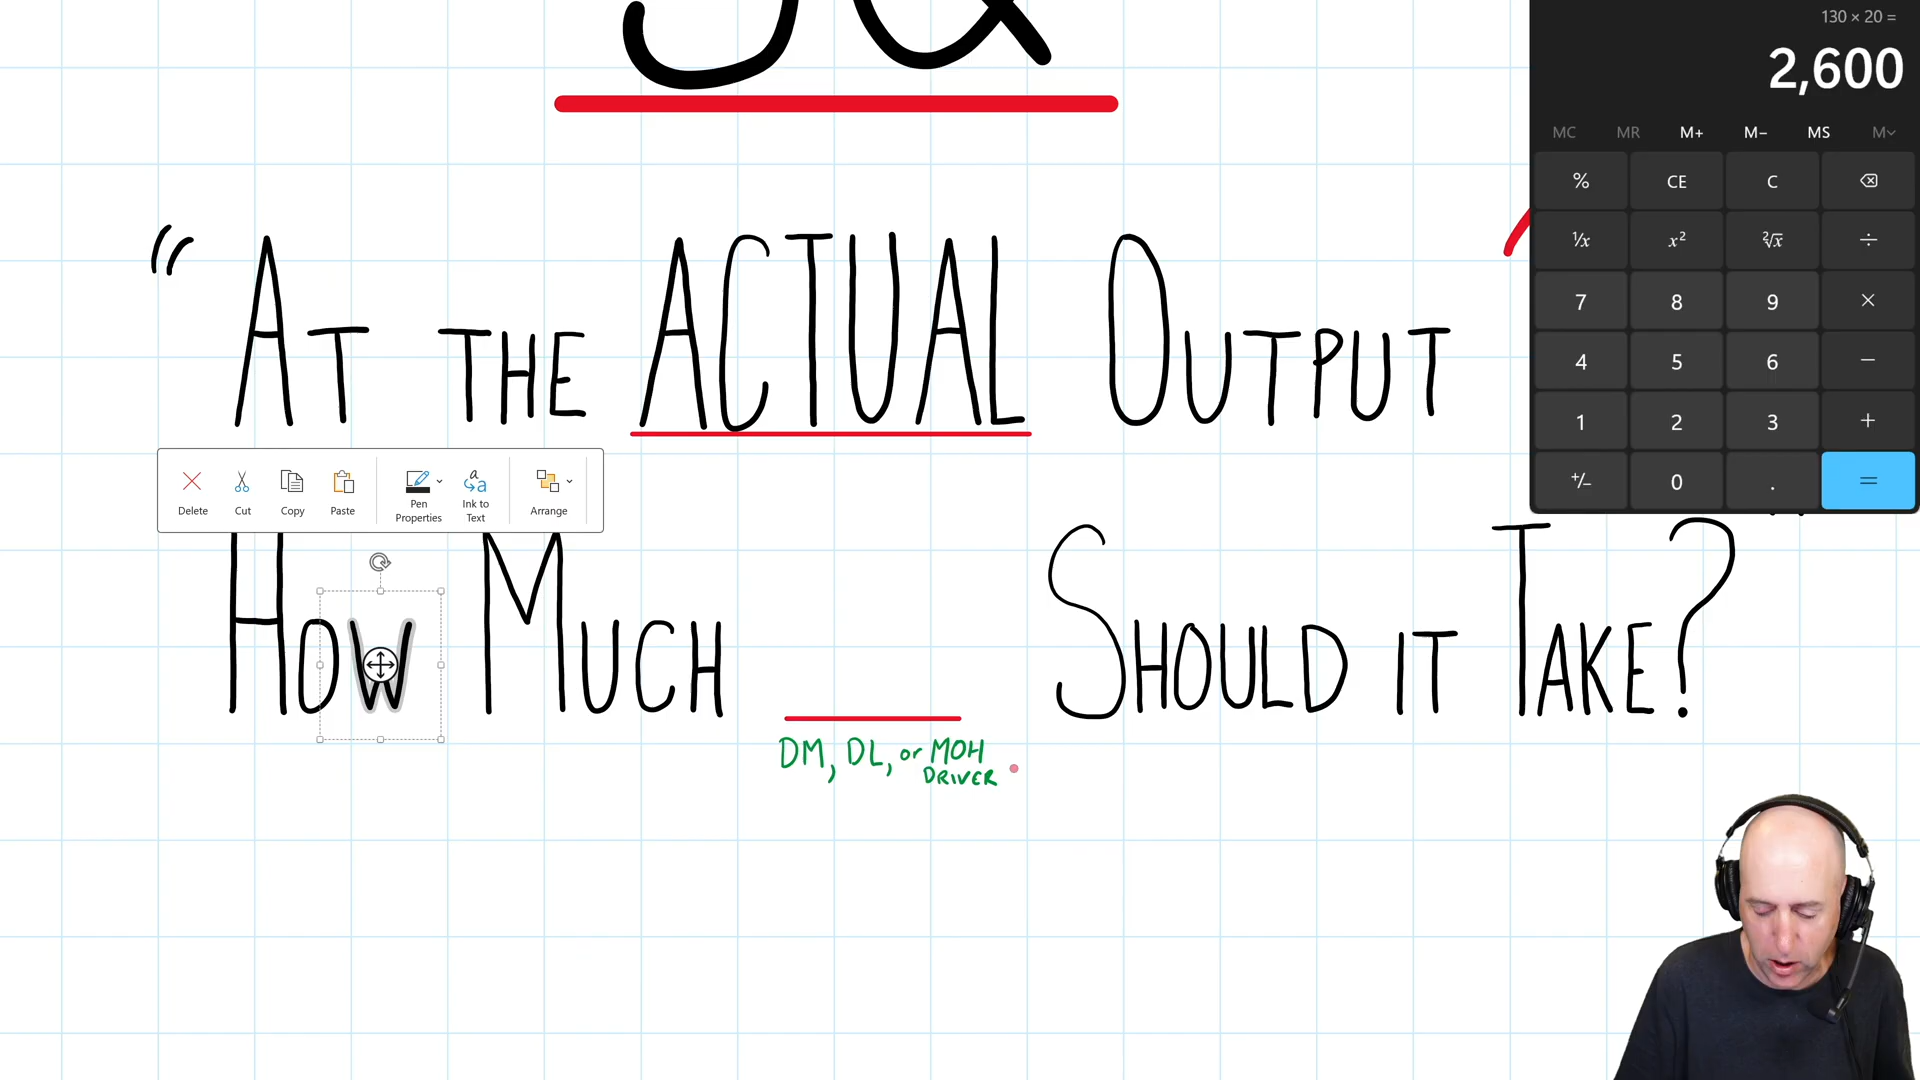 SQ
130 × 20 =
2,600
MC MR M+ M− MS M
% CE C
¹/x x² ²√x ÷
7 8 9 ×
4 5 6 −
1 2 3 +
+/− 0 . =
“ AT THE ACTUAL OUTPUT
Delete Cut Copy Paste Pen Properties Ink to Text Arrange
HOW MUCH ____ SHOULD IT TAKE?
DM, DL, or MOH
DRIVER